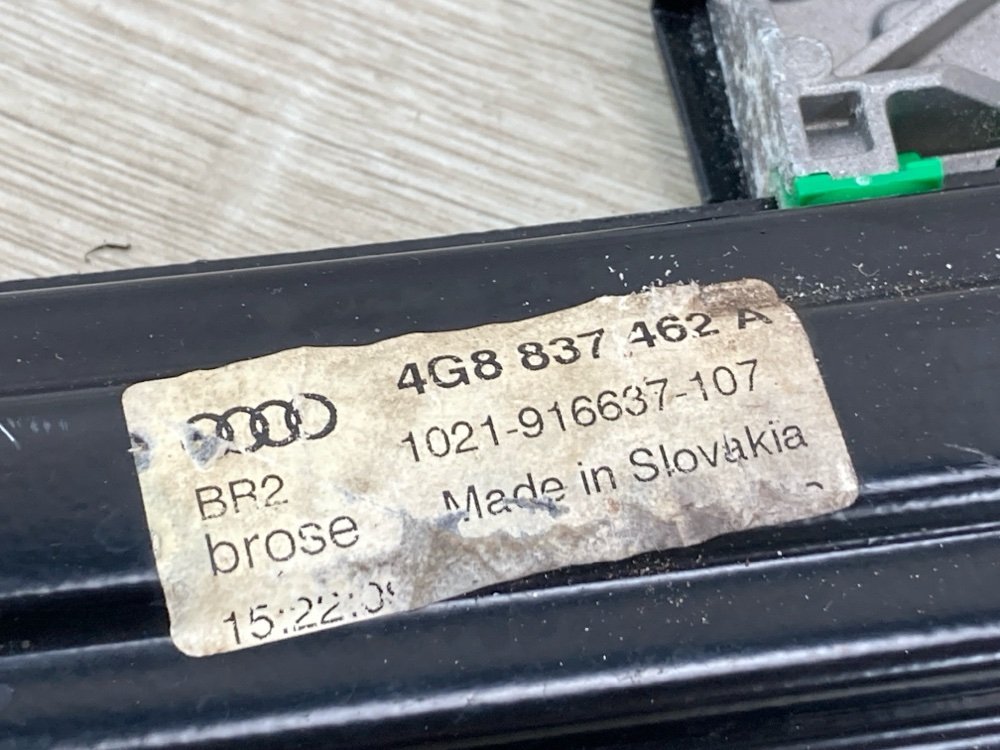 4G8 837 462 A
1021-916637-107
BR2
Made in Slovakia
brose